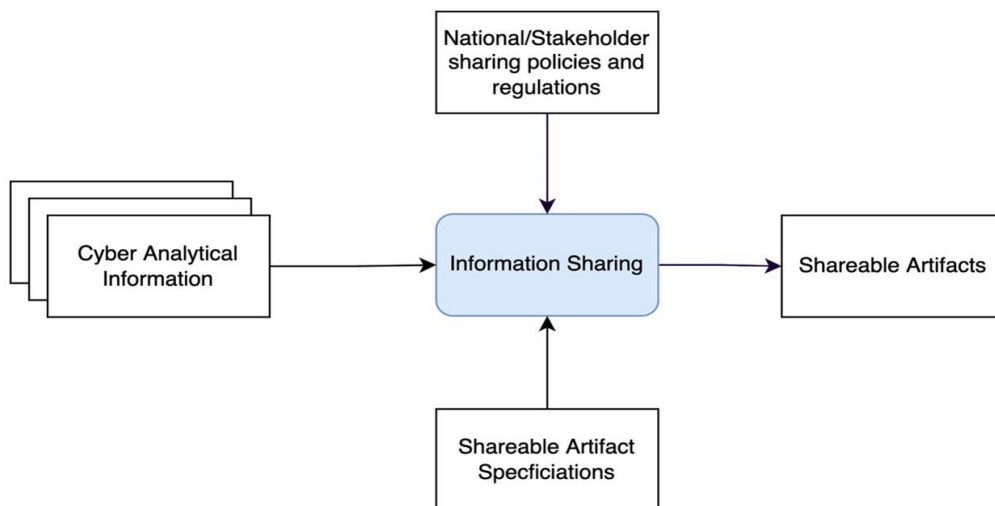 National/Stakeholder
sharing policies and
regulations
Cyber Analytical
Information
Information Sharing
Shareable Artifacts
Shareable Artifact
Specficiations